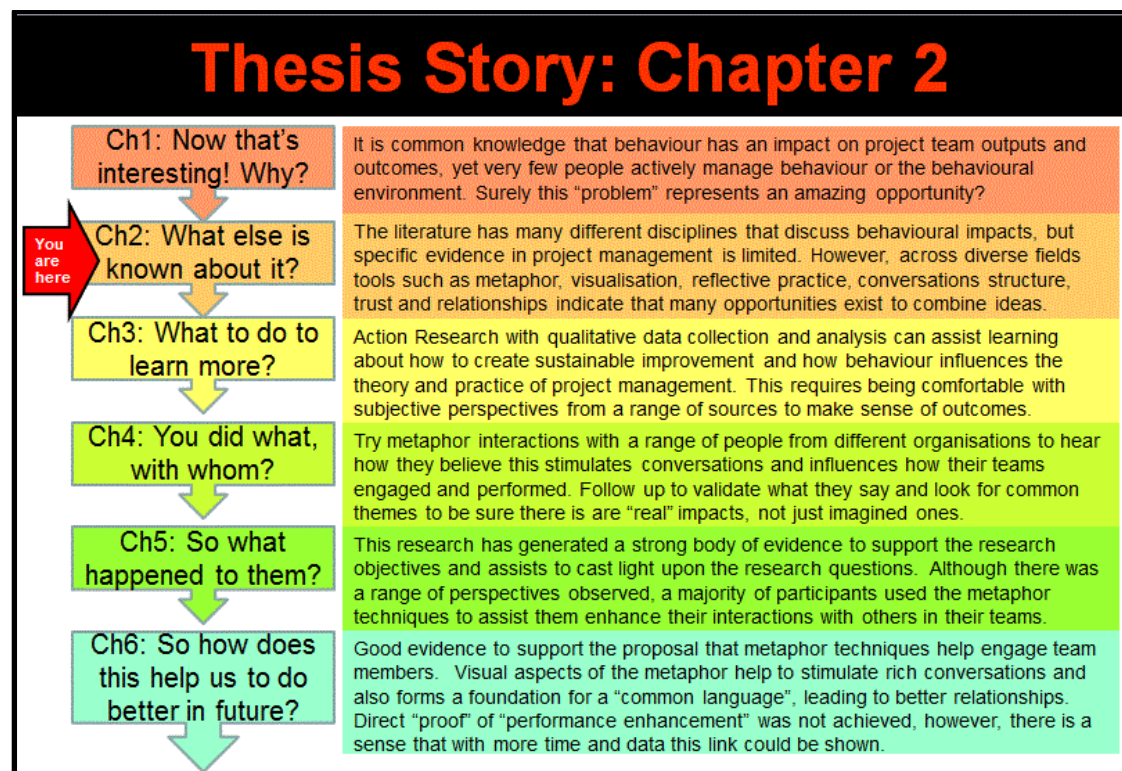 Thesis Story: Chapter 2
Ch1: Now that's
interesting! Why?
It is common knowledge that behaviour has an impact on project team outputs and
outcomes, yet very few people actively manage behaviour or the behavioural
environment. Surely this “problem” represents an amazing opportunity?
You
are
here
Ch2: What else is
known about it?
The literature has many different disciplines that discuss behavioural impacts, but
specific evidence in project management is limited. However, across diverse fields
tools such as metaphor, visualisation, reflective practice, conversations structure,
trust and relationships indicate that many opportunities exist to combine ideas.
Ch3: What to do to
learn more?
Action Research with qualitative data collection and analysis can assist learning
about how to create sustainable improvement and how behaviour influences the
theory and practice of project management. This requires being comfortable with
subjective perspectives from a range of sources to make sense of outcomes.
Ch4: You did what,
with whom?
Try metaphor interactions with a range of people from different organisations to hear
how they believe this stimulates conversations and influences how their teams
engaged and performed. Follow up to validate what they say and look for common
themes to be sure there is are “real” impacts, not just imagined ones.
Ch5: So what
happened to them?
This research has generated a strong body of evidence to support the research
objectives and assists to cast light upon the research questions. Although there was
a range of perspectives observed, a majority of participants used the metaphor
techniques to assist them enhance their interactions with others in their teams.
Ch6: So how does
this help us to do
better in future?
Good evidence to support the proposal that metaphor techniques help engage team
members. Visual aspects of the metaphor help to stimulate rich conversations and
also forms a foundation for a “common language”, leading to better relationships.
Direct “proof” of “performance enhancement” was not achieved, however, there is a
sense that with more time and data this link could be shown.